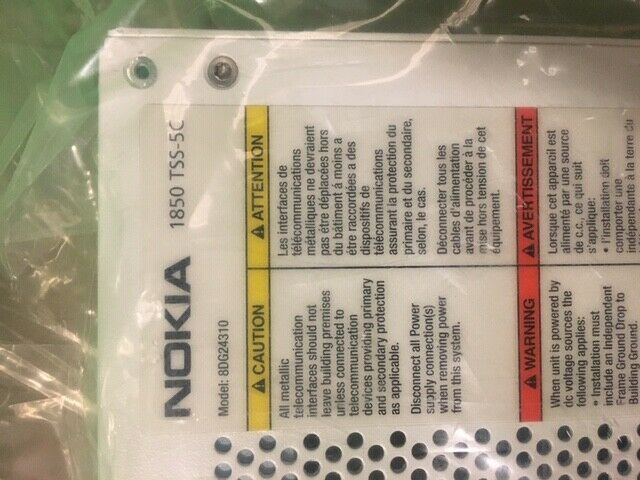 NOKIA 1850 TSS-5C
Model: 8DG24310
CAUTION
All metallic
telecommunication
interfaces should not
leave building premises
unless connected to
telecommunication
devices providing primary
and secondary protection
as applicable.
Disconnect all Power
supply connection(s)
when removing power
from this system.
ATTENTION
Les interfaces de
télécommunications
métalliques ne devraient
pas être déplacées hors
du bâtiment à moins a
être raccordées a des
dispositifs de
télécommunications
assurant la protection du
primaire et du secondaire,
selon, le cas.
Déconnecter tous les
cables d'alimentation
avant de procéder à la
mise hors tension de cet
équipement.
WARNING
When unit is powered by
dc voltage sources the
following applies:
• Installation must
include an Independent
Frame Ground Drop to
Building Ground.
AVERTISSEMENT
Lorsque cet appareil est
alimenté par une source
de c.c., ce qui suit
s'applique:
• l'installation doit
comporter une
indépendante à la terre du